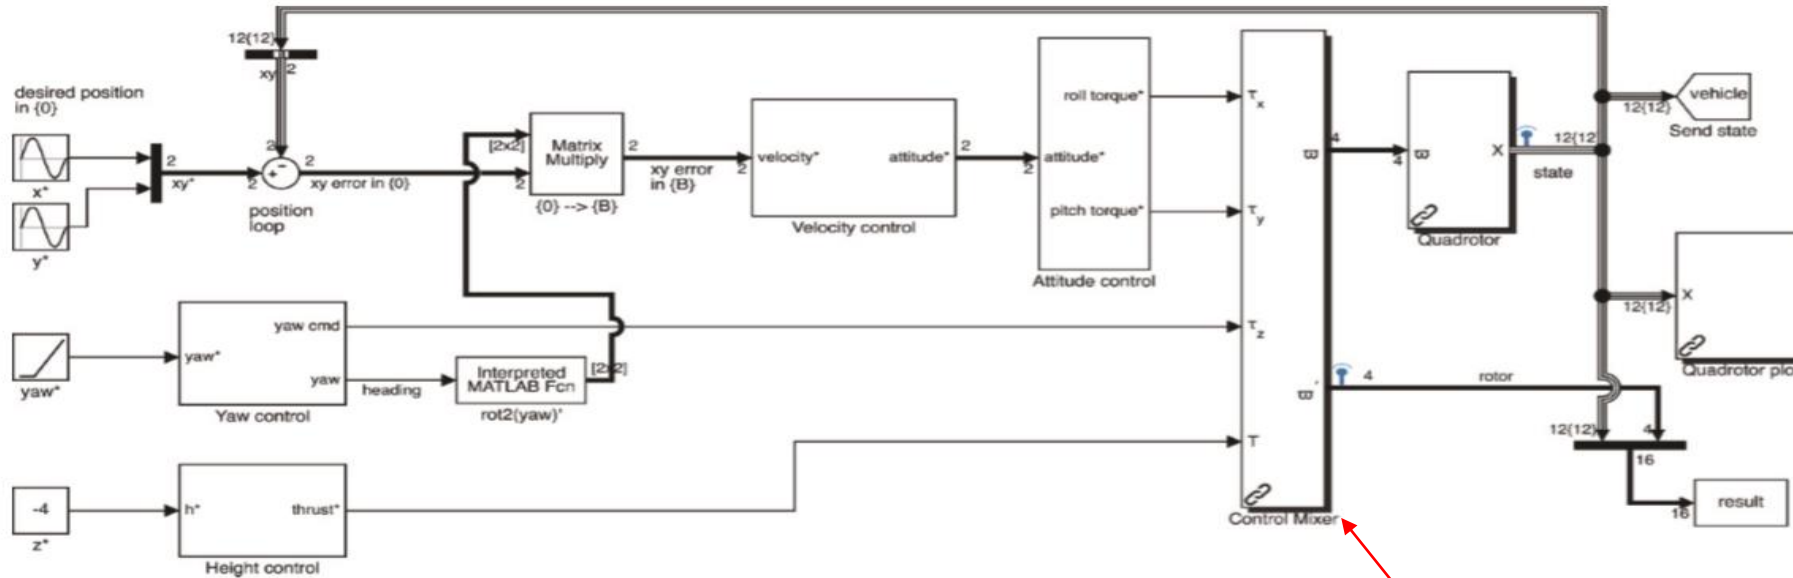 12{12}
xy
2
desired position
in {0}
x*
y*
2
xy*
2
2
2
xy error in {0}
position
loop
[2x2]
2
Matrix
Multiply
{0} --> {B}
2
xy error
in {B}
2
velocity*
attitude*
Velocity control
2
2
attitude*
roll torque*
pitch torque*
Attitude control
τx
τy
τz
T
Control Mixer
4
4
X
Quadrotor
12{12}
state
12{12}
vehicle
Send state
12{12}
X
Quadrotor plo
yaw*
yaw*
yaw cmd
yaw
Yaw control
heading
Interpreted
MATLAB Fcn
rot2(yaw)'
[2x2]
4
rotor
12{12}
4
16
16
result
-4
z*
h*
thrust*
Height control